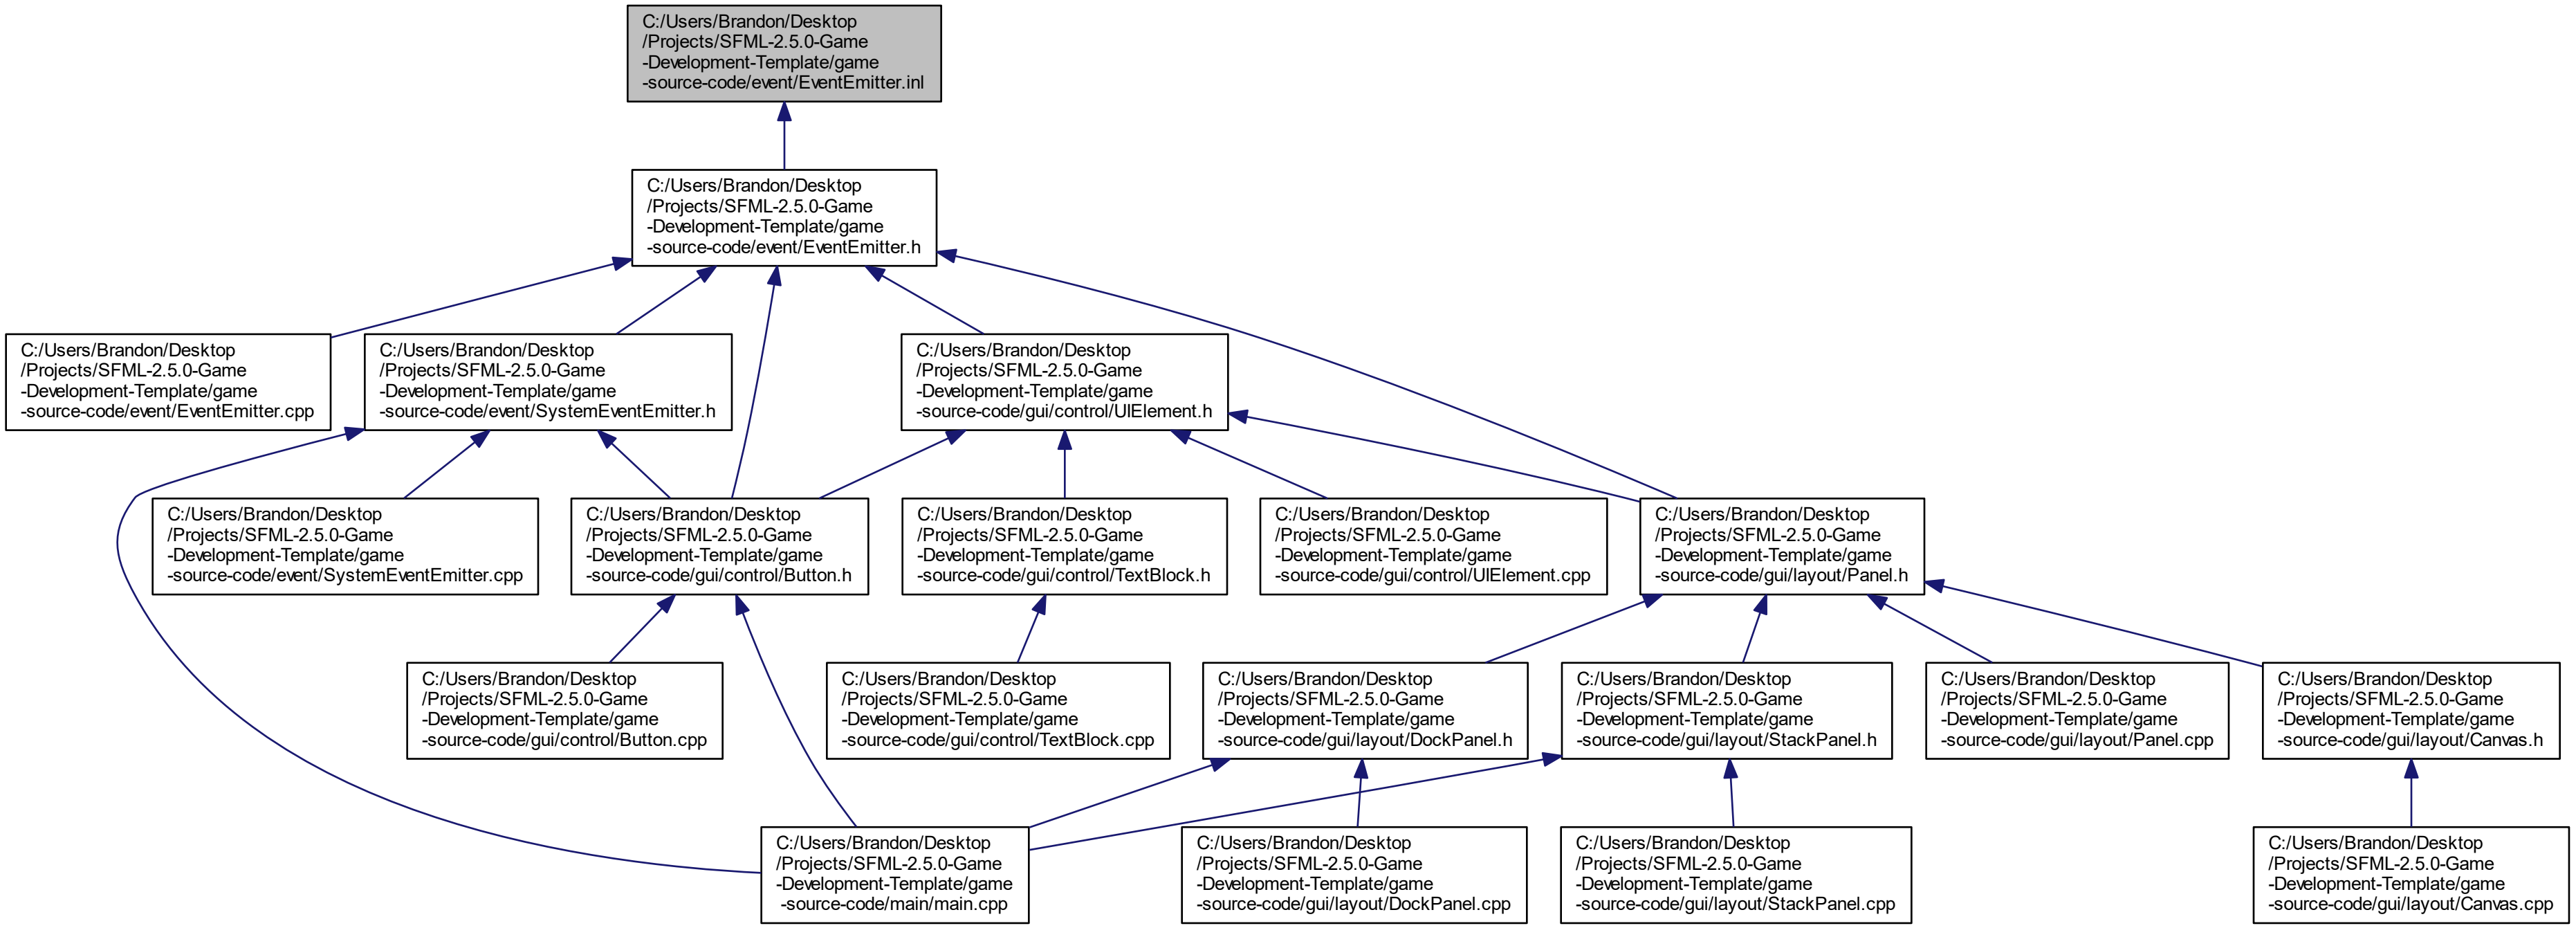 C:/Users/Brandon/Desktop
/Projects/SFML-2.5.0-Game
-Development-Template/game
-source-code/event/EventEmitter.inl
C:/Users/Brandon/Desktop
/Projects/SFML-2.5.0-Game
-Development-Template/game
-source-code/event/EventEmitter.h
C:/Users/Brandon/Desktop
/Projects/SFML-2.5.0-Game
-Development-Template/game
-source-code/event/EventEmitter.cpp
C:/Users/Brandon/Desktop
/Projects/SFML-2.5.0-Game
-Development-Template/game
-source-code/event/SystemEventEmitter.h
C:/Users/Brandon/Desktop
/Projects/SFML-2.5.0-Game
-Development-Template/game
-source-code/gui/control/UIElement.h
C:/Users/Brandon/Desktop
/Projects/SFML-2.5.0-Game
-Development-Template/game
-source-code/event/SystemEventEmitter.cpp
C:/Users/Brandon/Desktop
/Projects/SFML-2.5.0-Game
-Development-Template/game
-source-code/gui/control/Button.h
C:/Users/Brandon/Desktop
/Projects/SFML-2.5.0-Game
-Development-Template/game
-source-code/gui/control/TextBlock.h
C:/Users/Brandon/Desktop
/Projects/SFML-2.5.0-Game
-Development-Template/game
-source-code/gui/control/UIElement.cpp
C:/Users/Brandon/Desktop
/Projects/SFML-2.5.0-Game
-Development-Template/game
-source-code/gui/layout/Panel.h
C:/Users/Brandon/Desktop
/Projects/SFML-2.5.0-Game
-Development-Template/game
-source-code/gui/control/Button.cpp
C:/Users/Brandon/Desktop
/Projects/SFML-2.5.0-Game
-Development-Template/game
-source-code/gui/control/TextBlock.cpp
C:/Users/Brandon/Desktop
/Projects/SFML-2.5.0-Game
-Development-Template/game
-source-code/gui/layout/DockPanel.h
C:/Users/Brandon/Desktop
/Projects/SFML-2.5.0-Game
-Development-Template/game
-source-code/gui/layout/StackPanel.h
C:/Users/Brandon/Desktop
/Projects/SFML-2.5.0-Game
-Development-Template/game
-source-code/gui/layout/Panel.cpp
C:/Users/Brandon/Desktop
/Projects/SFML-2.5.0-Game
-Development-Template/game
-source-code/gui/layout/Canvas.h
C:/Users/Brandon/Desktop
/Projects/SFML-2.5.0-Game
-Development-Template/game
-source-code/main/main.cpp
C:/Users/Brandon/Desktop
/Projects/SFML-2.5.0-Game
-Development-Template/game
-source-code/gui/layout/DockPanel.cpp
C:/Users/Brandon/Desktop
/Projects/SFML-2.5.0-Game
-Development-Template/game
-source-code/gui/layout/StackPanel.cpp
C:/Users/Brandon/Desktop
/Projects/SFML-2.5.0-Game
-Development-Template/game
-source-code/gui/layout/Canvas.cpp